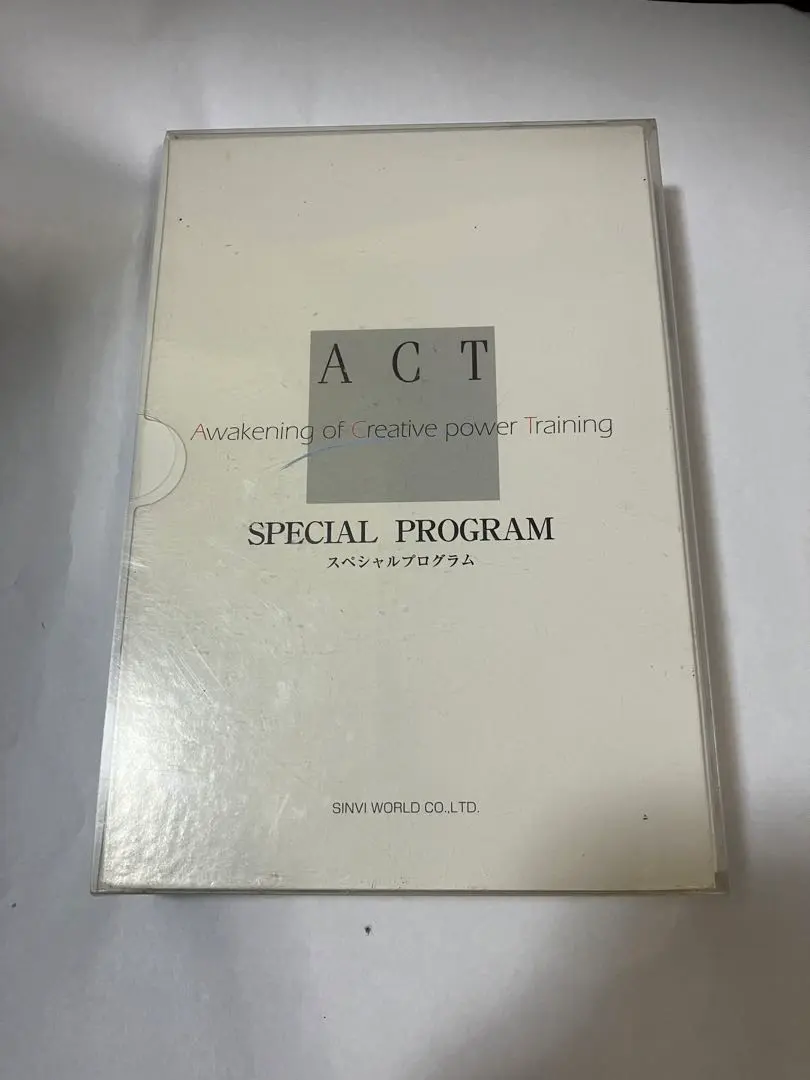 A C T
Awakening of Creative power Training
SPECIAL PROGRAM
スペシャルプログラム
SINVI WORLD CO.,LTD.